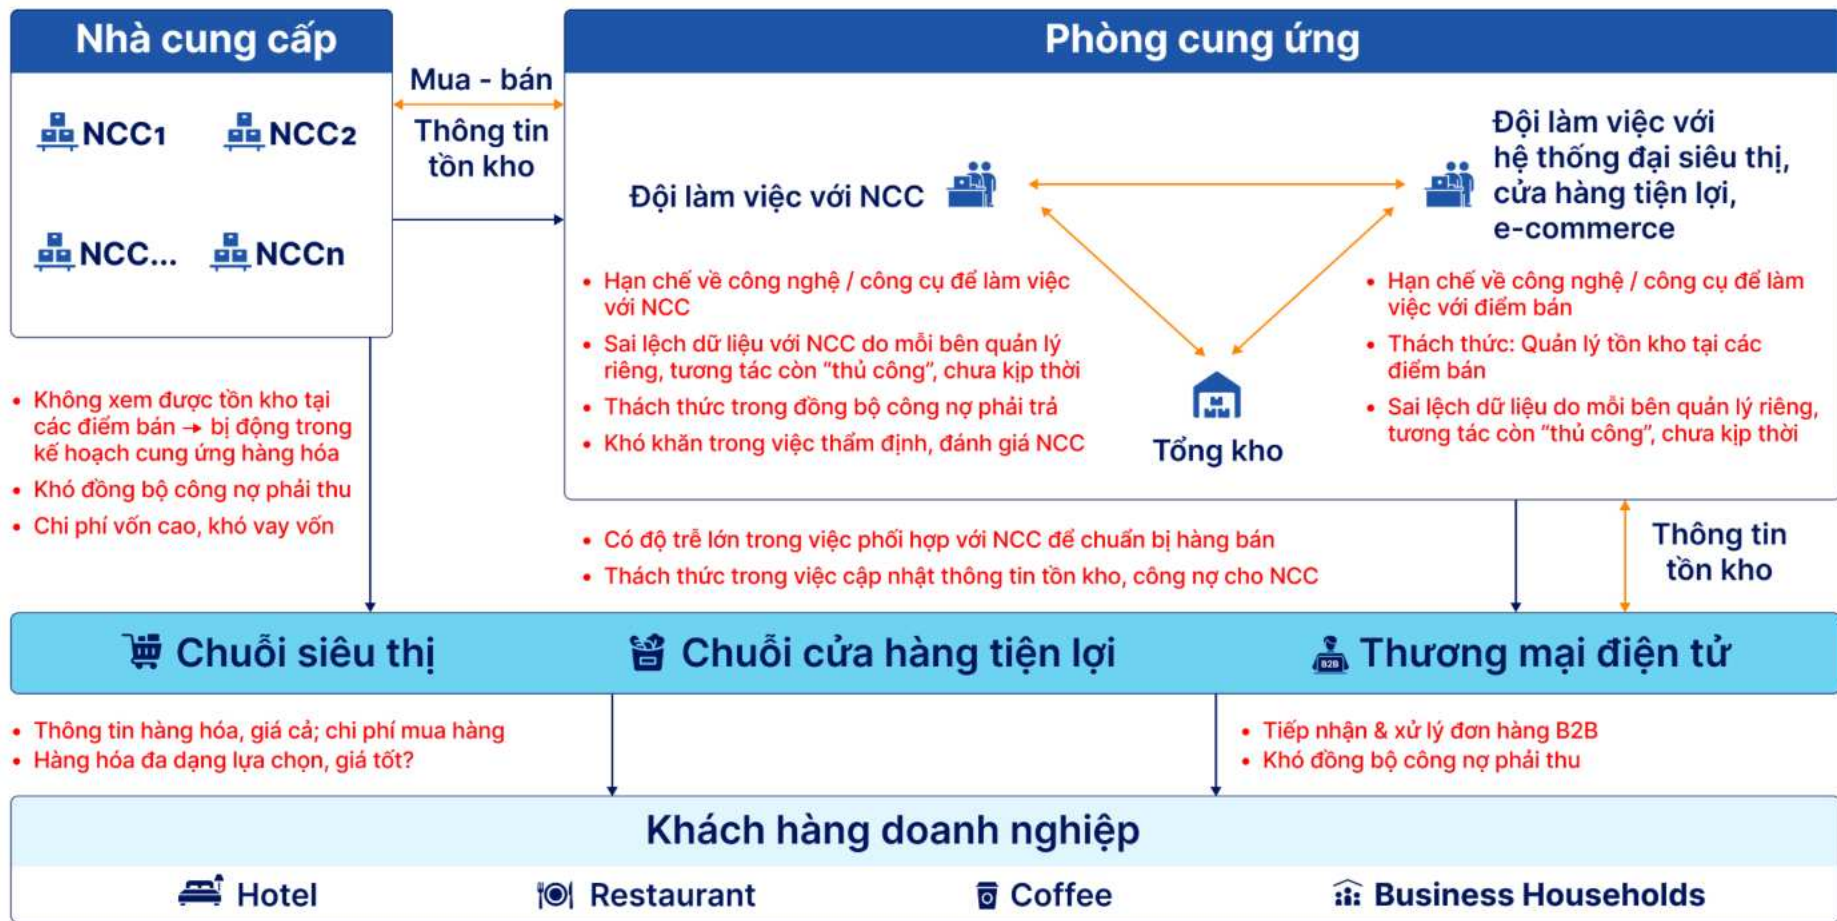 Nhà cung cấp
NCC1
NCC2
NCC...
NCCn
Mua - bán
Thông tin
tồn kho
Phòng cung ứng
Đội làm việc với NCC
Đội làm việc với
hệ thống đại siêu thị,
cửa hàng tiện lợi,
e-commerce
• Hạn chế về công nghệ / công cụ để làm việc
với NCC
• Sai lệch dữ liệu với NCC do mỗi bên quản lý
riêng, tương tác còn "thủ công", chưa kịp thời
• Thách thức trong đồng bộ công nợ phải trả
• Khó khăn trong việc thẩm định, đánh giá NCC
Tổng kho
• Hạn chế về công nghệ / công cụ để làm
việc với điểm bán
• Thách thức: Quản lý tồn kho tại các
điểm bán
• Sai lệch dữ liệu do mỗi bên quản lý riêng,
tương tác còn "thủ công", chưa kịp thời
• Không xem được tồn kho tại
các điểm bán → bị động trong
kế hoạch cung ứng hàng hóa
• Khó đồng bộ công nợ phải thu
• Chi phí vốn cao, khó vay vốn
• Có độ trễ lớn trong việc phối hợp với NCC để chuẩn bị hàng bán
• Thách thức trong việc cập nhật thông tin tồn kho, công nợ cho NCC
Thông tin
tồn kho
Chuỗi siêu thị
Chuỗi cửa hàng tiện lợi
B2B
Thương mại điện tử
• Thông tin hàng hóa, giá cả; chi phí mua hàng
• Hàng hóa đa dạng lựa chọn, giá tốt?
• Tiếp nhận & xử lý đơn hàng B2B
• Khó đồng bộ công nợ phải thu
Khách hàng doanh nghiệp
Hotel
Restaurant
Coffee
Business Households